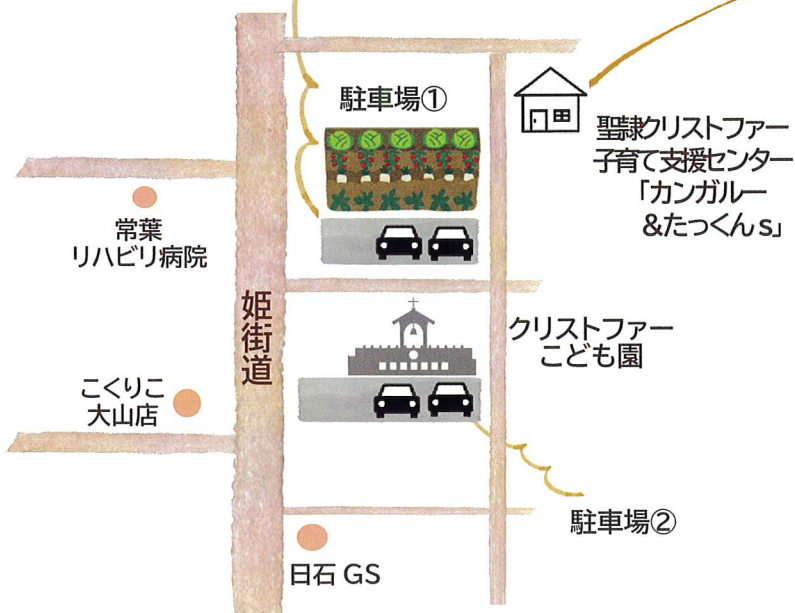 駐車場①
聖隷クリストファー
子育て支援センター
「カンガルー
&たっくんs」
常葉
リハビリ病院
姫街道
クリストファー
こども園
こくりこ
大山店
駐車場②
日石 GS